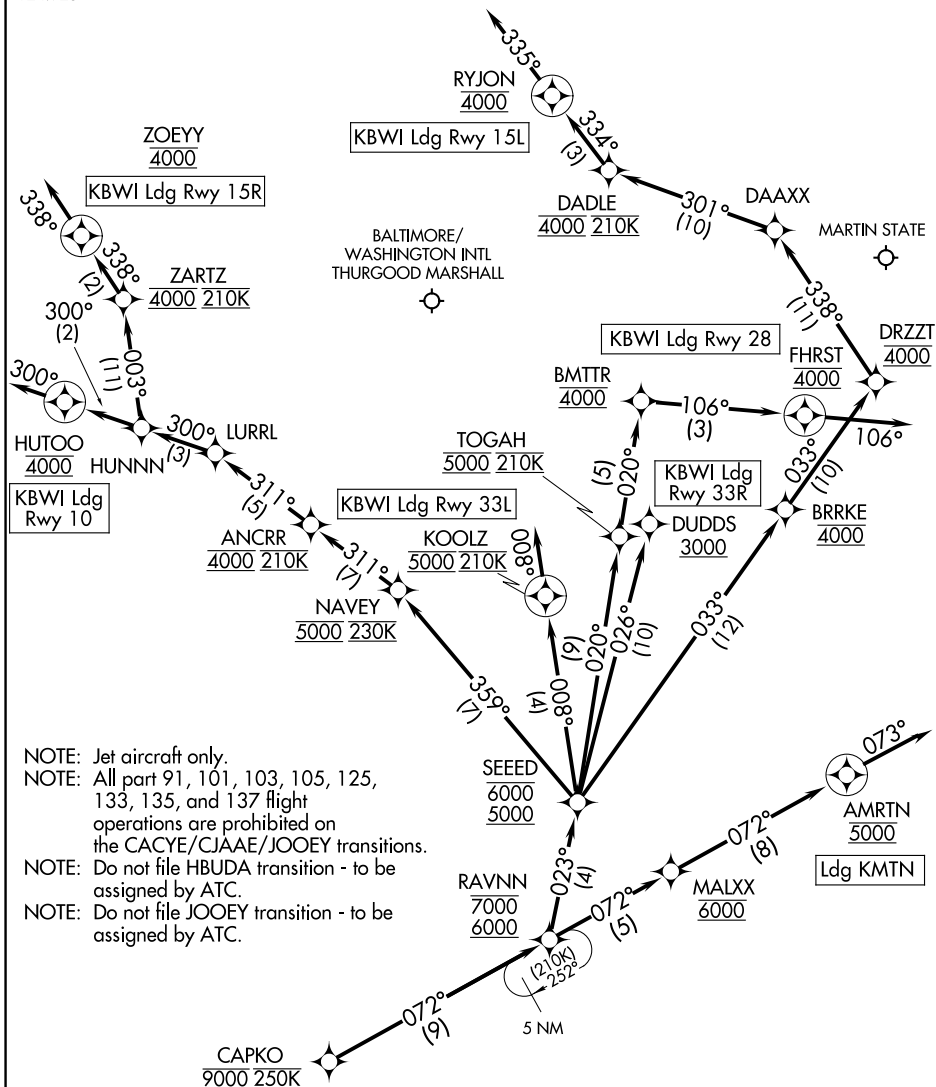 335°
RYJON
4000
KBWI Ldg Rwy 15L
334°
(3)
ZOEYY
4000
KBWI Ldg Rwy 15R
338°
338°
(2)
ZARTZ
4000 210K
300°
(2)
003°
(11)
BALTIMORE/
WASHINGTON INTL
THURGOOD MARSHALL
DADLE
4000 210K
301°
(10)
DAAXX
MARTIN STATE
338°
(11)
DRZZT
4000
KBWI Ldg Rwy 28
FHRST
4000
BMTTR
4000
106°
(3)
106°
300°
HUTOO
4000
KBWI Ldg
Rwy 10
HUNNN
300°
(3)
LURRL
311°
(5)
ANCRR
4000 210K
311°
(7)
NAVEY
5000 230K
359°
(7)
KBWI Ldg Rwy 33L
KOOLZ
5000 210K
008°
008°
(4)
TOGAH
5000 210K
020°
(5)
KBWI Ldg
Rwy 33R
DUDDS
3000
020°
(9)
026°
(10)
033°
(10)
BRRKE
4000
033°
(12)
SEEED
6000
5000
023°
(4)
RAVNN
7000
6000
(210K)
252°
5 NM
072°
(5)
MALXX
6000
072°
(8)
073°
AMRTN
5000
Ldg KMTN
072°
(9)
CAPKO
9000 250K
NOTE: Jet aircraft only.
NOTE: All part 91, 101, 103, 105, 125,
133, 135, and 137 flight
operations are prohibited on
the CACYE/CJAAE/JOOEY transitions.
NOTE: Do not file HBUDA transition - to be
assigned by ATC.
NOTE: Do not file JOOEY transition - to be
assigned by ATC.